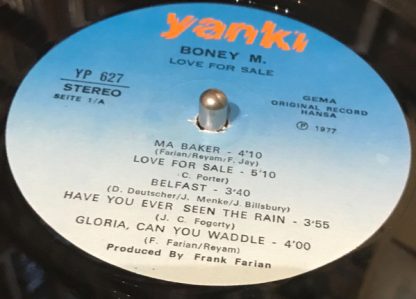 yanki
BONEY M.
LOVE FOR SALE
YP 627
STEREO
SEITE 1/A
GEMA
ORIGINAL RECORD
HANSA
℗ 1977
MA BAKER - 4'10
(Farian/Reyam/F. Jay)
LOVE FOR SALE - 5'10
(C. Porter)
BELFAST - 3'40
(D. Deutscher/J. Menke/J. Billsbury)
HAVE YOU EVER SEEN THE RAIN - 3'55
(J. C. Fogerty)
GLORIA, CAN YOU WADDLE - 4'00
(F. Farian/Reyam)
Produced By Frank Farian